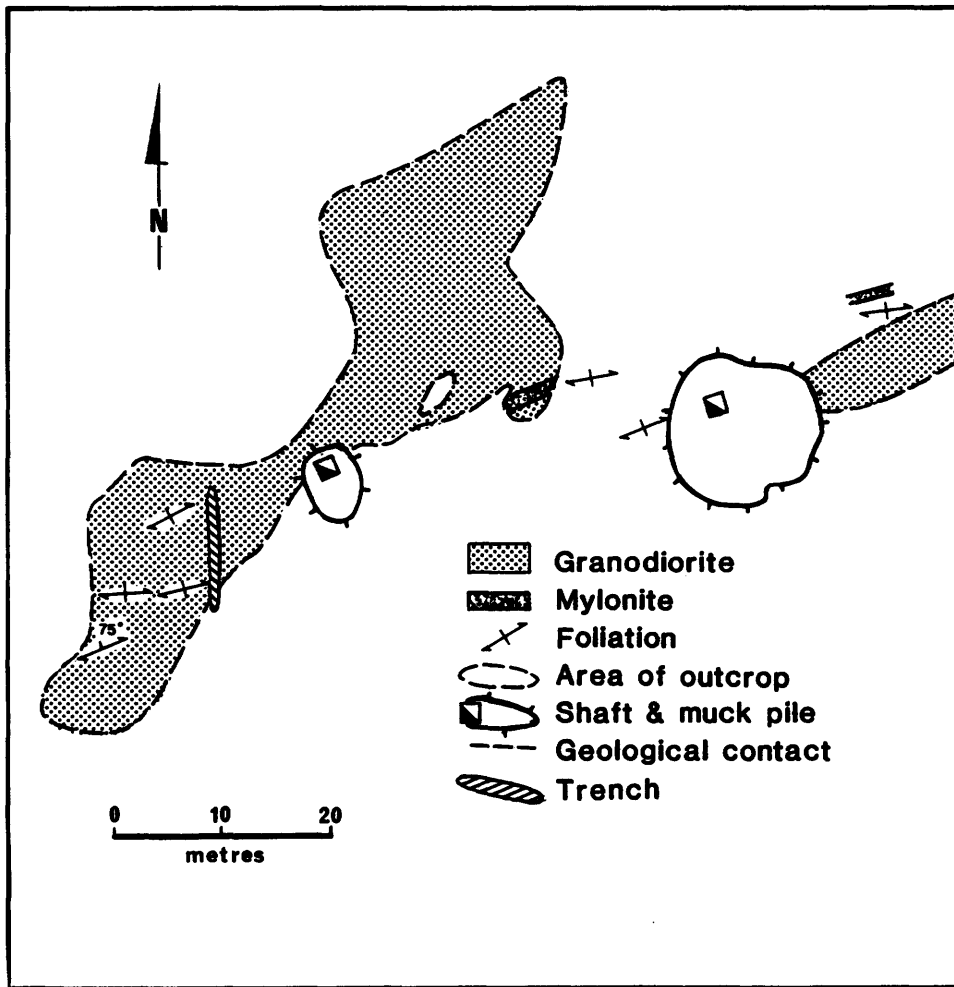 N
75°
Granodiorite
Mylonite
Foliation
Area of outcrop
Shaft & muck pile
Geological contact
Trench
0 10 20
metres